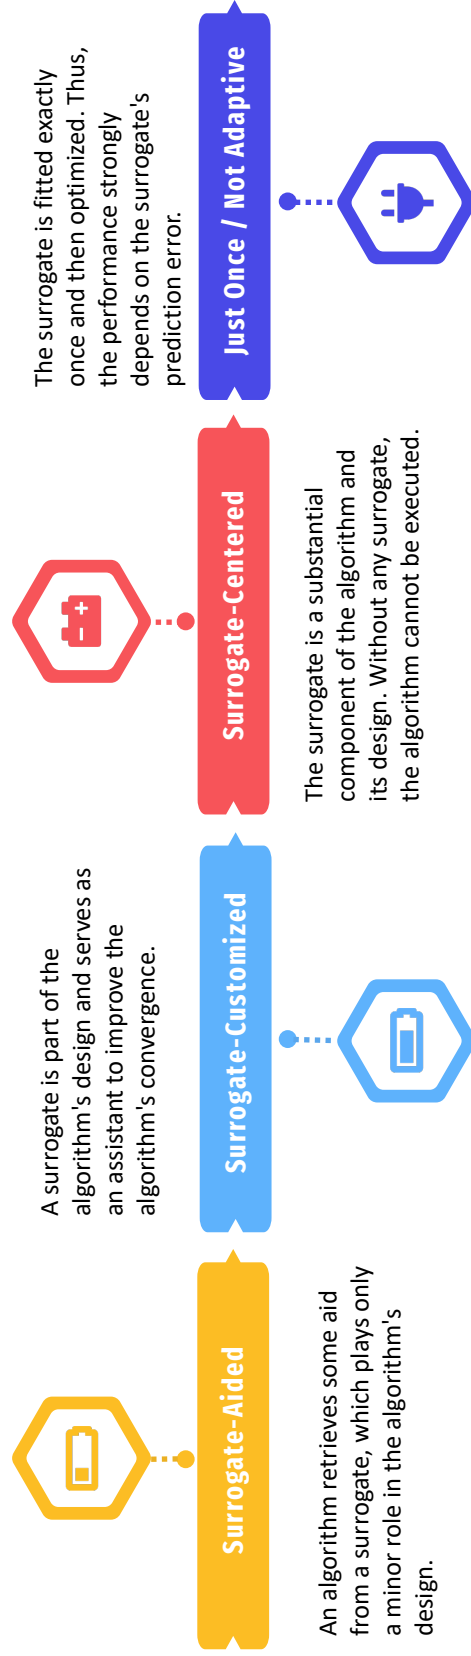 Surrogate-Aided
An algorithm retrieves some aid
from a surrogate, which plays only
a minor role in the algorithm's
design.
A surrogate is part of the
algorithm's design and serves as
an assistant to improve the
algorithm's convergence.
Surrogate-Customized
Surrogate-Centered
The surrogate is a substantial
component of the algorithm and
its design. Without any surrogate,
the algorithm cannot be executed.
The surrogate is fitted exactly
once and then optimized. Thus,
the performance strongly
depends on the surrogate's
prediction error.
Just Once / Not Adaptive